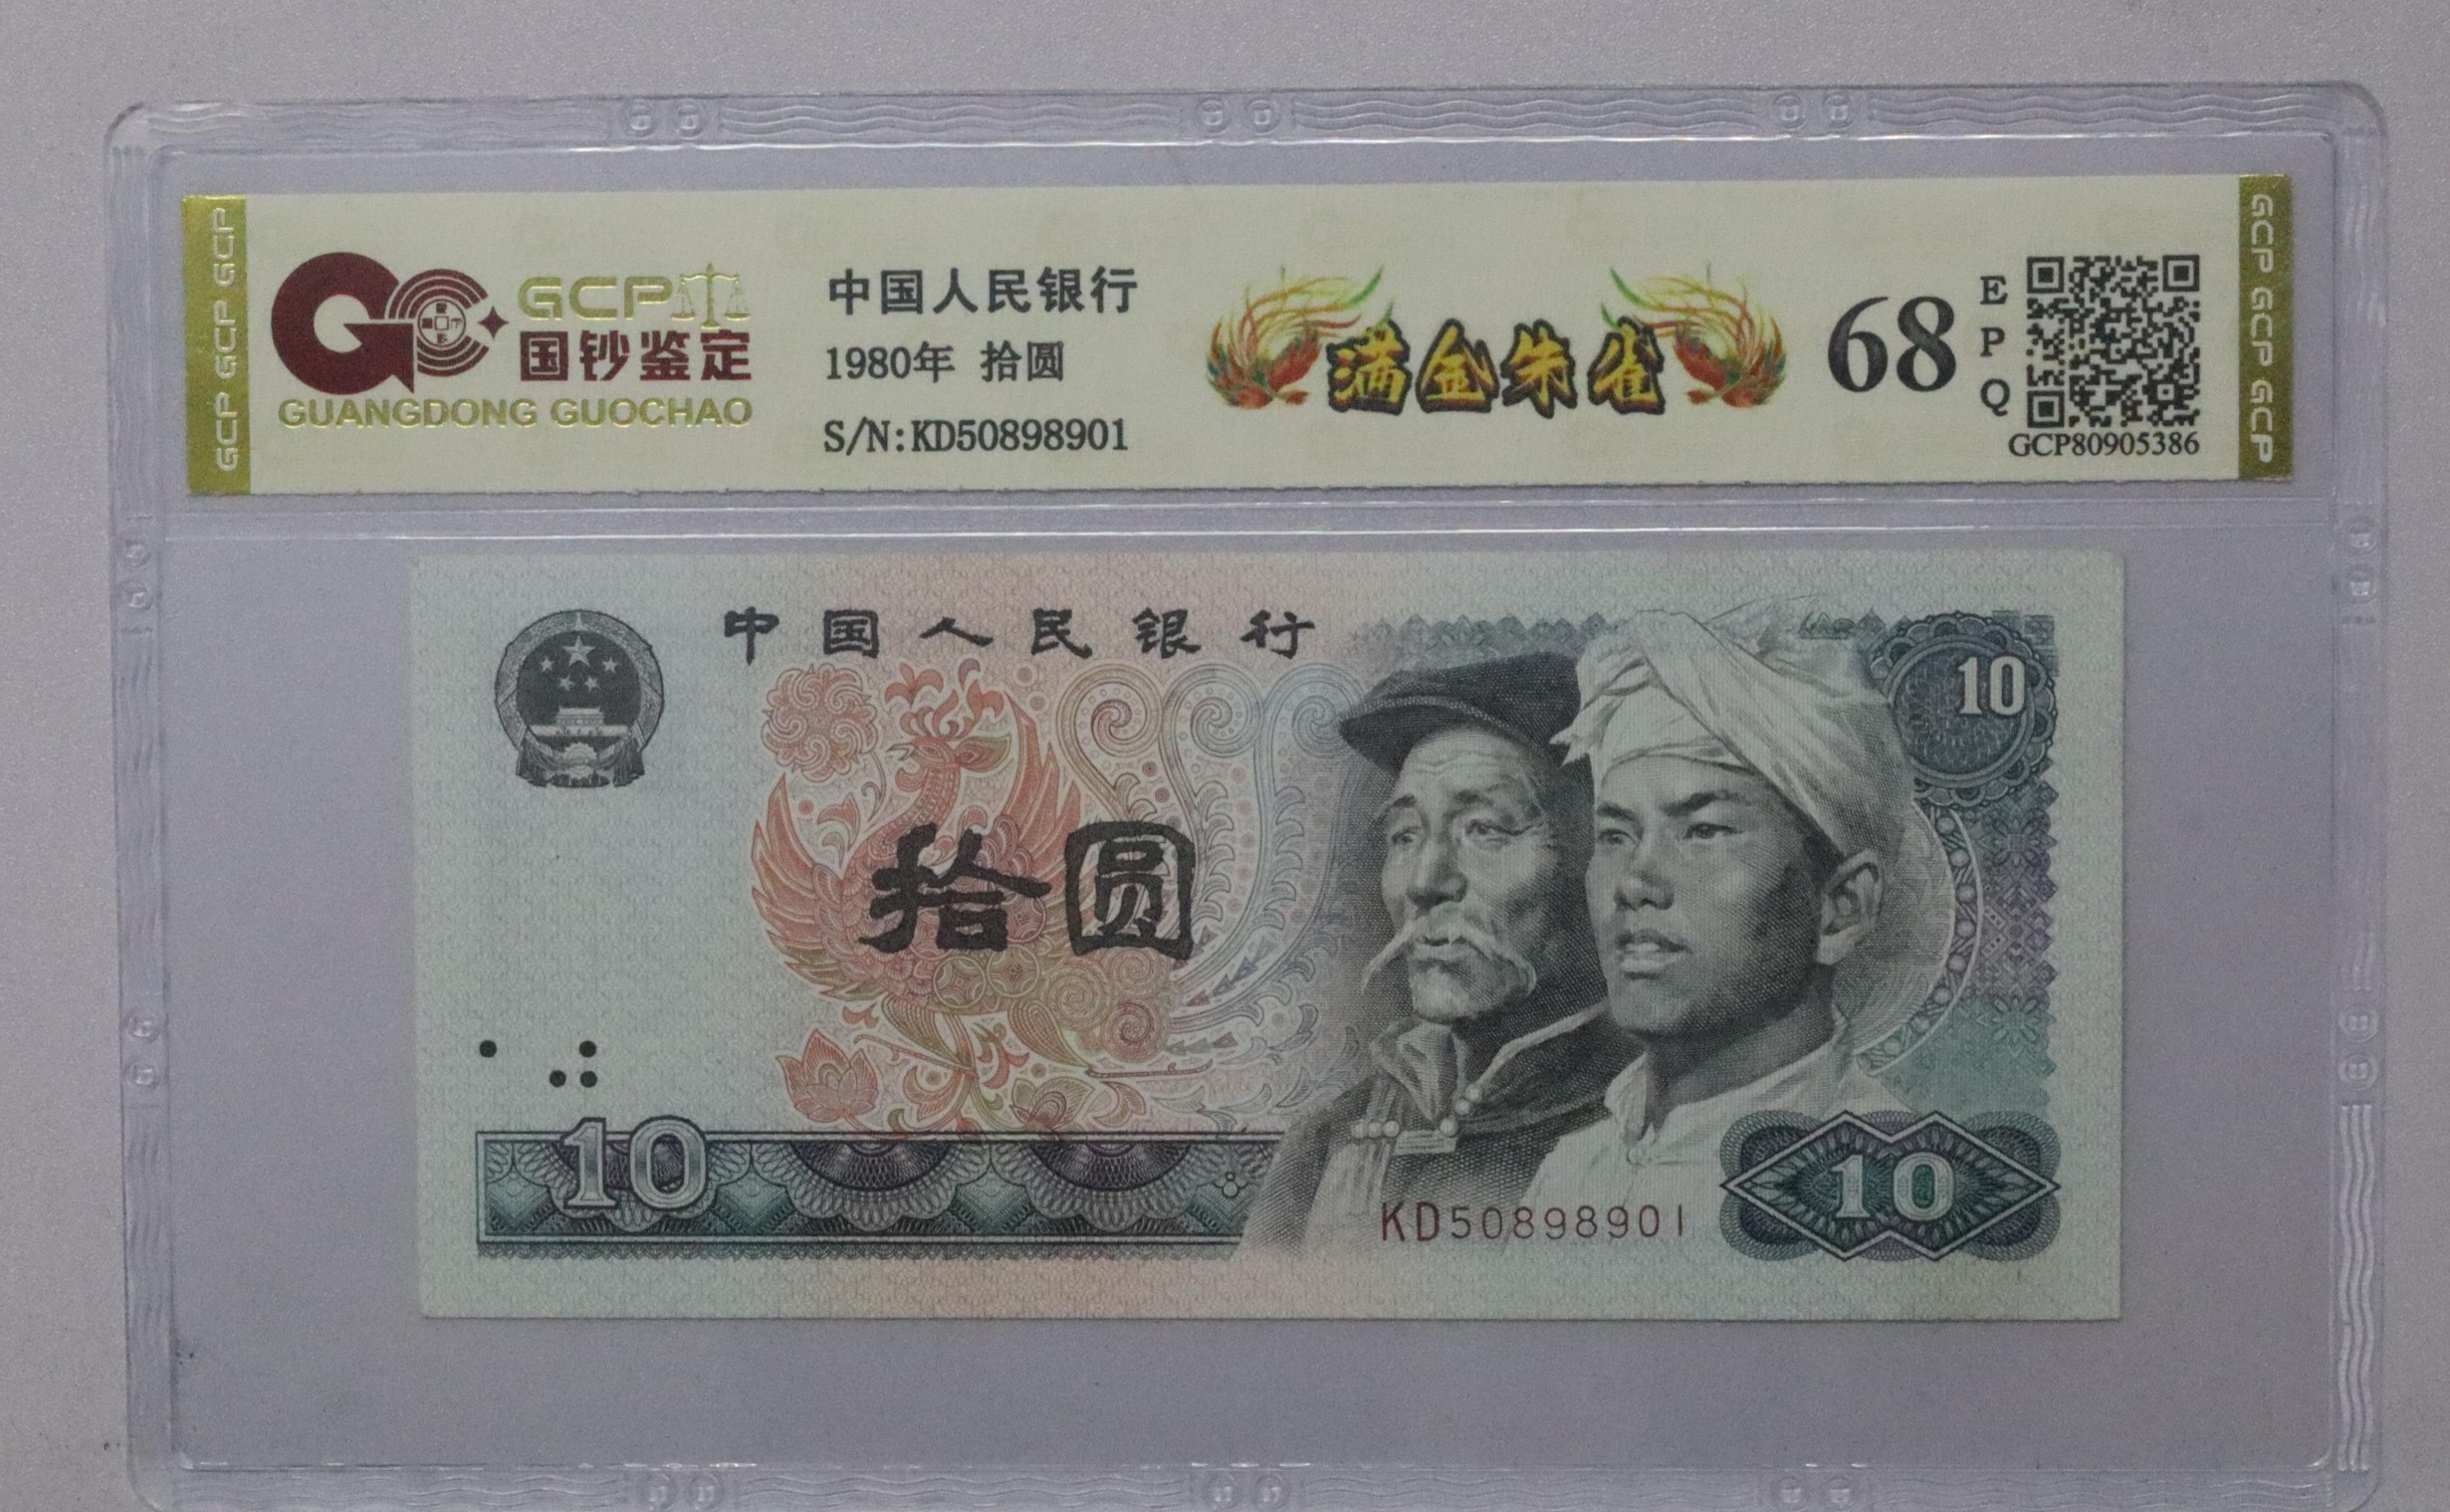 GCP GCP GCP
GCP
国钞鉴定
GUANGDONG GUOCHAO
中国人民银行
1980年 拾圆
S/N:KD50898901
满金朱雀
68
E
P
Q
GCP80905386
GCP GCP GCP
中国人民银行
10
拾圆
10
KD50898901
10